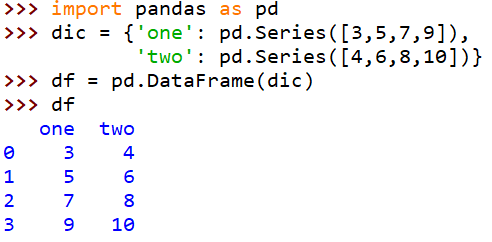 >>> import pandas as pd
>>> dic = {'one': pd.Series([3,5,7,9]),
           'two': pd.Series([4,6,8,10])}
>>> df = pd.DataFrame(dic)
>>> df
   one  two
0    3    4
1    5    6
2    7    8
3    9   10